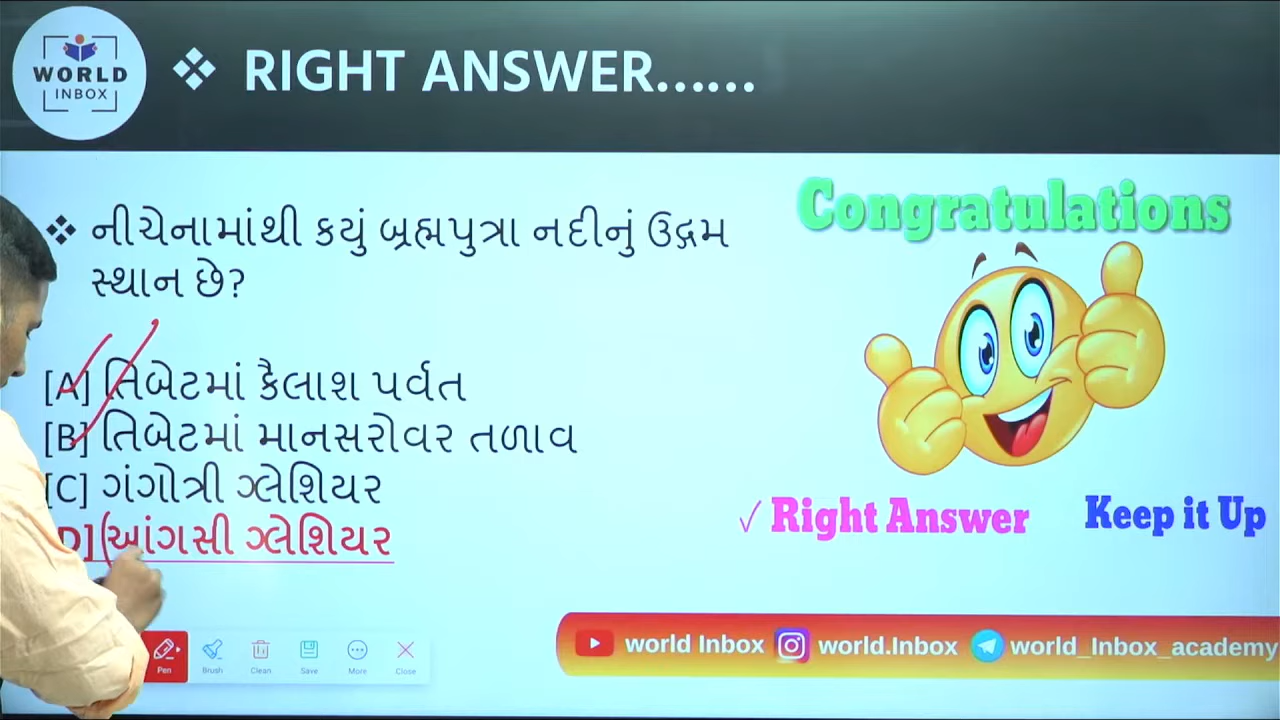 WORLD
INBOX
❖ RIGHT ANSWER......
Congratulations
❖ નીચેનામાંથી કયું બ્રહ્મપુત્રા નદીનું ઉદ્ગમ
સ્થાન છે?
[A] તિબેટમાં કૈલાશ પર્વત
[B] તિબેટમાં માનસરોવર તળાવ
[C] ગંગોત્રી ગ્લેશિયર
D] આંગસી ગ્લેશિયર
✓ Right Answer
Keep it Up
Pen Brush Clean Save More Close
world Inbox world.Inbox world_Inbox_academy